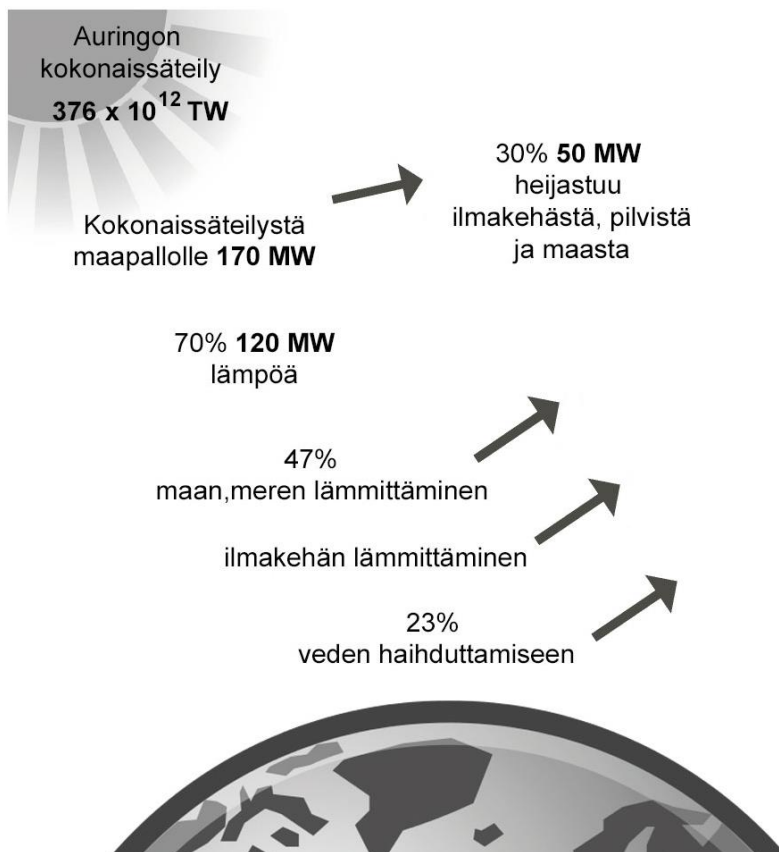 Auringon
kokonaissäteily
376 x 10¹² TW
30% 50 MW
heijastuu
ilmakehästä, pilvistä
ja maasta
Kokonaissäteilystä
maapallolle 170 MW
70% 120 MW
lämpöä
47%
maan,meren lämmittäminen
ilmakehän lämmittäminen
23%
veden haihduttamiseen